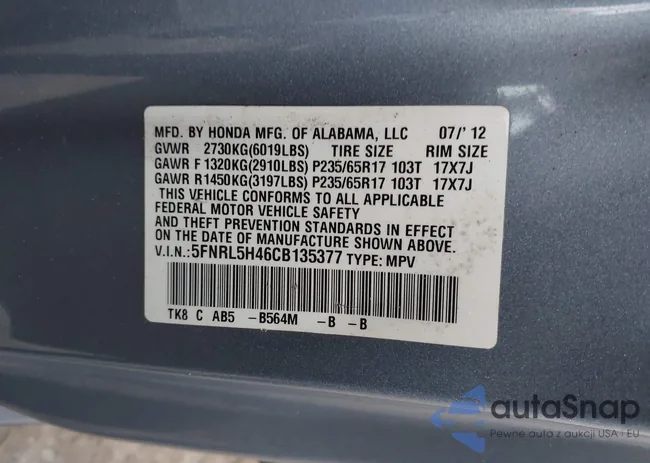 MFD. BY HONDA MFG. OF ALABAMA, LLC 07/'12
GVWR 2730KG(6019LBS) TIRE SIZE RIM SIZE
GAWR F 1320KG(2910LBS) P235/65R17 103T 17X7J
GAWR R1450KG(3197LBS) P235/65R17 103T 17X7J
THIS VEHICLE CONFORMS TO ALL APPLICABLE
FEDERAL MOTOR VEHICLE SAFETY
AND THEFT PREVENTION STANDARDS IN EFFECT
ON THE DATE OF MANUFACTURE SHOWN ABOVE.
V.I.N.:5FNRL5H46CB135377 TYPE: MPV
TK8 C AB5 -B564M -B -B
autoSnap
Pewne auto z aukcji USA i EU